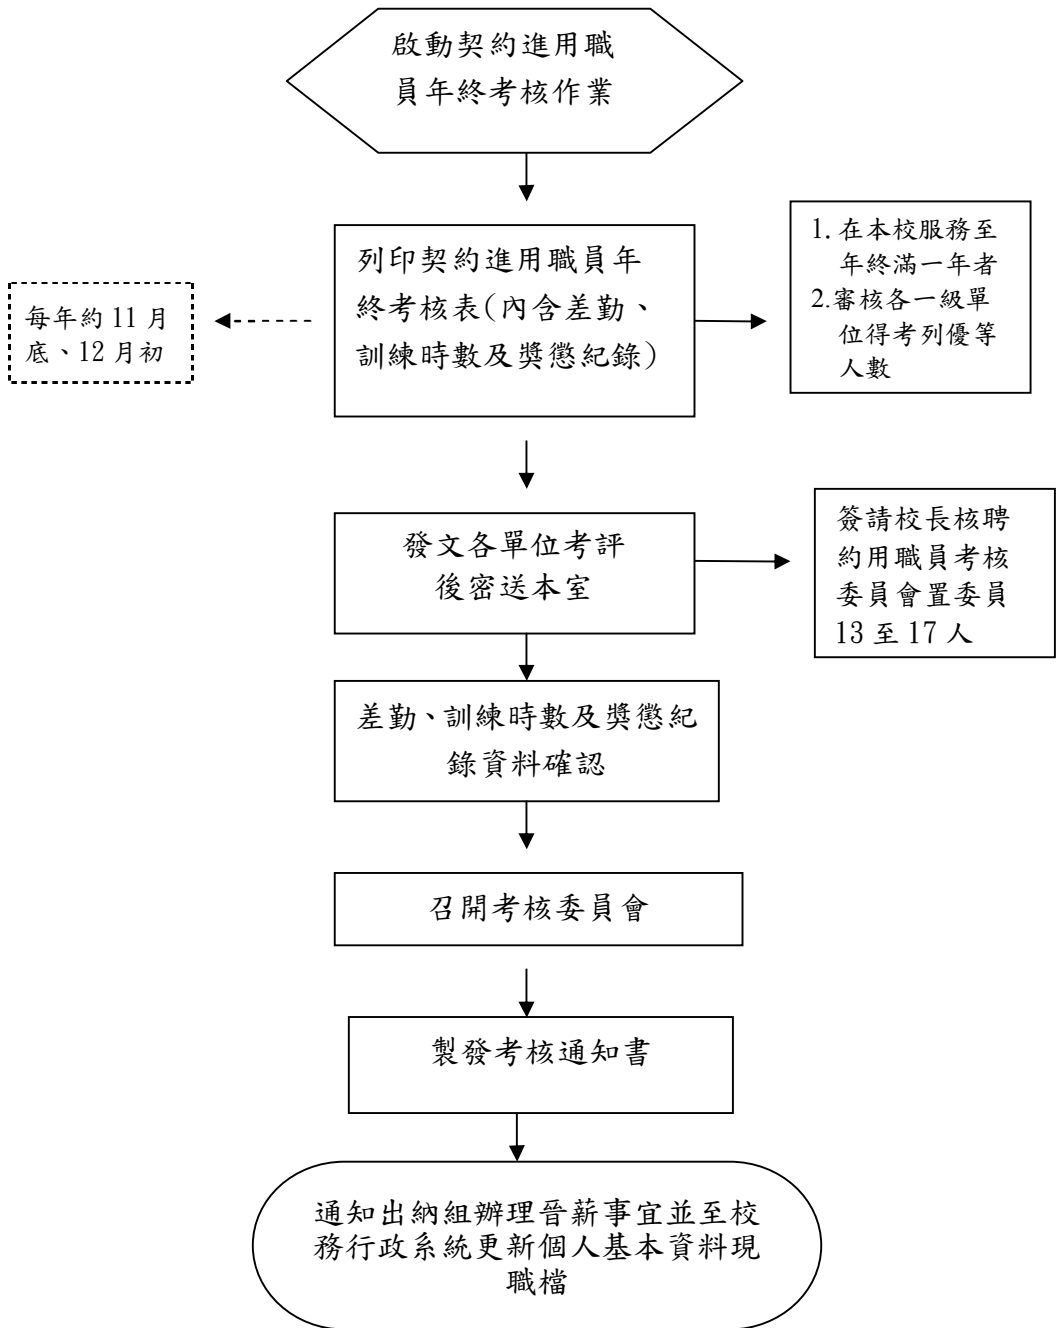 啟動契約進用職
員年終考核作業
列印契約進用職員年
終考核表(內含差勤、
訓練時數及獎懲紀錄)
每年約 11 月
底、12 月初
1. 在本校服務至
年終滿一年者
2.審核各一級單
位得考列優等
人數
發文各單位考評
後密送本室
簽請校長核聘
約用職員考核
委員會置委員
13 至 17 人
差勤、訓練時數及獎懲紀
錄資料確認
召開考核委員會
製發考核通知書
通知出納組辦理晉薪事宜並至校
務行政系統更新個人基本資料現
職檔